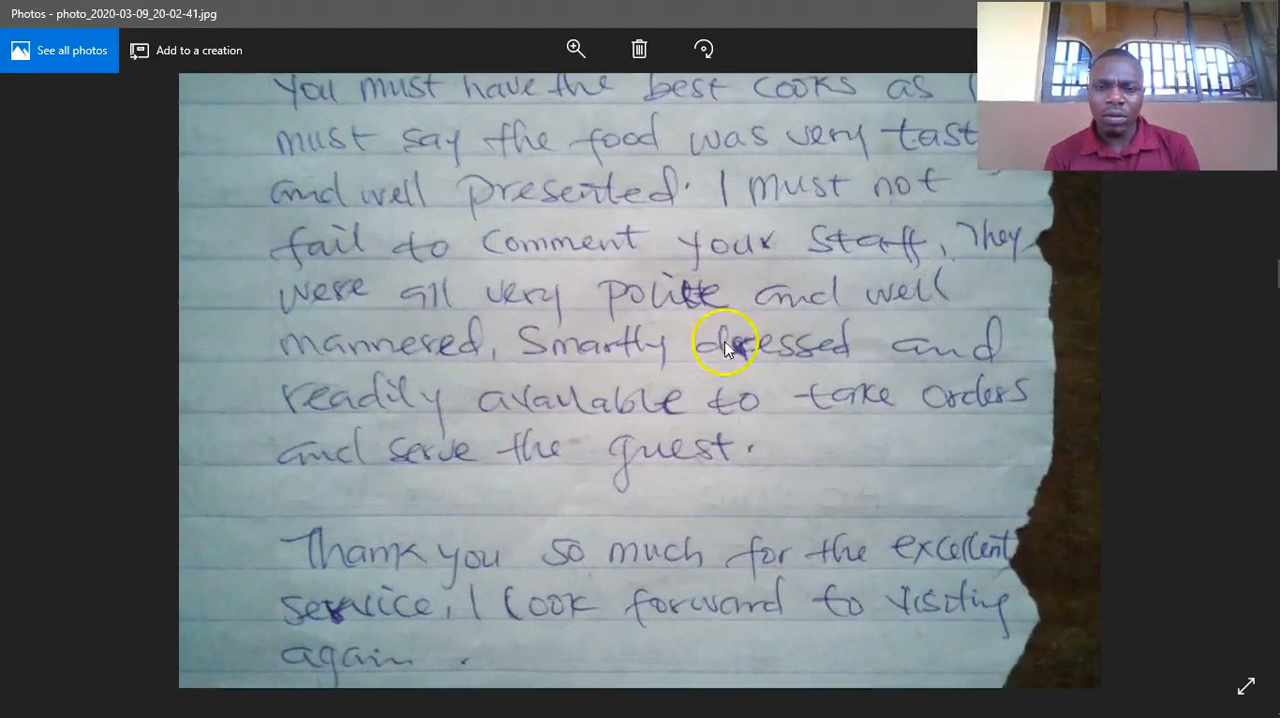 Photos - photo_2020-03-09_20-02-41.jpg
See all photos
Add to a creation
You must have the best cooks as I
must say the food was very tast
and well presented. I must not
fail to comment your staff, They
were all very polite and well
mannered, Smartly dressed and
readily available to take orders
and serve the guest.
Thank you so much for the excellent
service, I look forward to visiting
again.